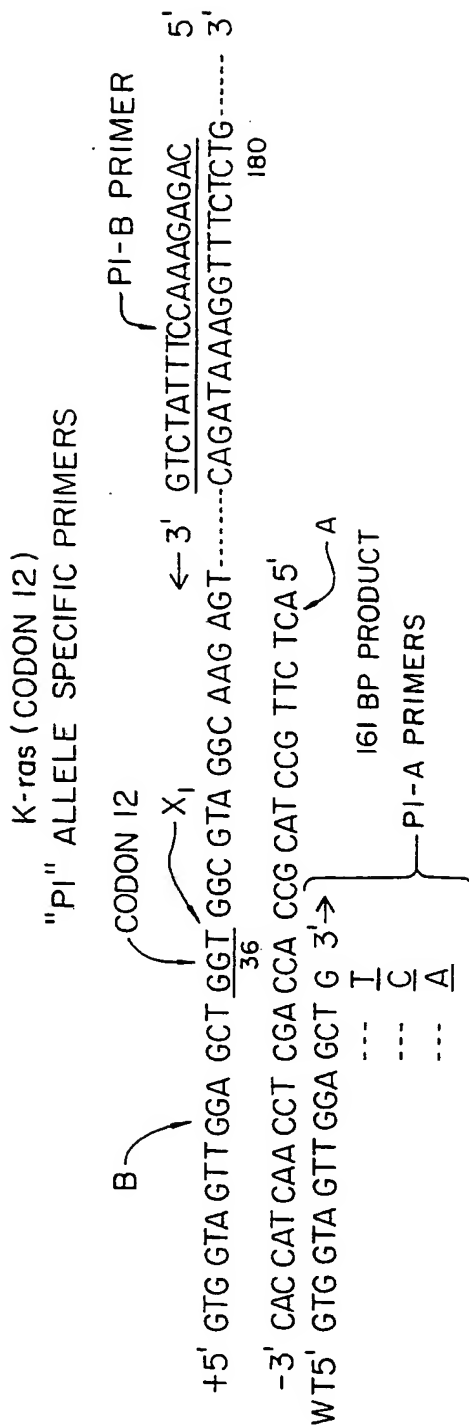 K-ras (CODON 12)
"PI" ALLELE SPECIFIC PRIMERS
PI-B PRIMER
CODON 12
X₁
← 3' GTCTATTTCCAAAGAGAC 5'
B
+5' GTG GTA GTT GGA GCT GGT GGC GTA GGC AAG AGT--------CAGATAAAGGTTTCTCTG------3'
36
180
-3' CAC CAT CAA CCT CGA CCA CCG CAT CCG TTC TCA 5'
A
WT5' GTG GTA GTT GGA GCT G 3'→
161 BP PRODUCT
--- T
--- C
PI-A PRIMERS
--- A